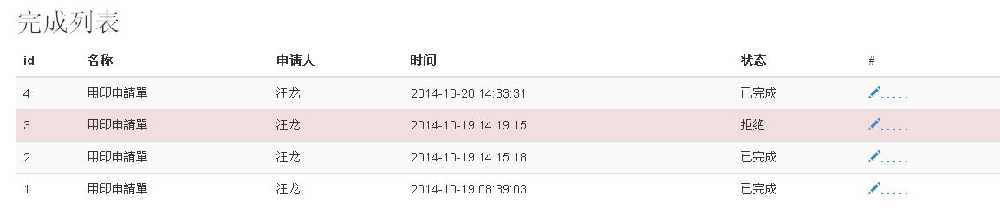 完成列表
id 名称 申请人 时间 状态 #
4 用印申請單 汪龙 2014-10-20 14:33:31 已完成 .....
3 用印申請單 汪龙 2014-10-19 14:19:15 拒绝 .....
2 用印申請單 汪龙 2014-10-19 14:15:18 已完成 .....
1 用印申請單 汪龙 2014-10-19 08:39:03 已完成 .....